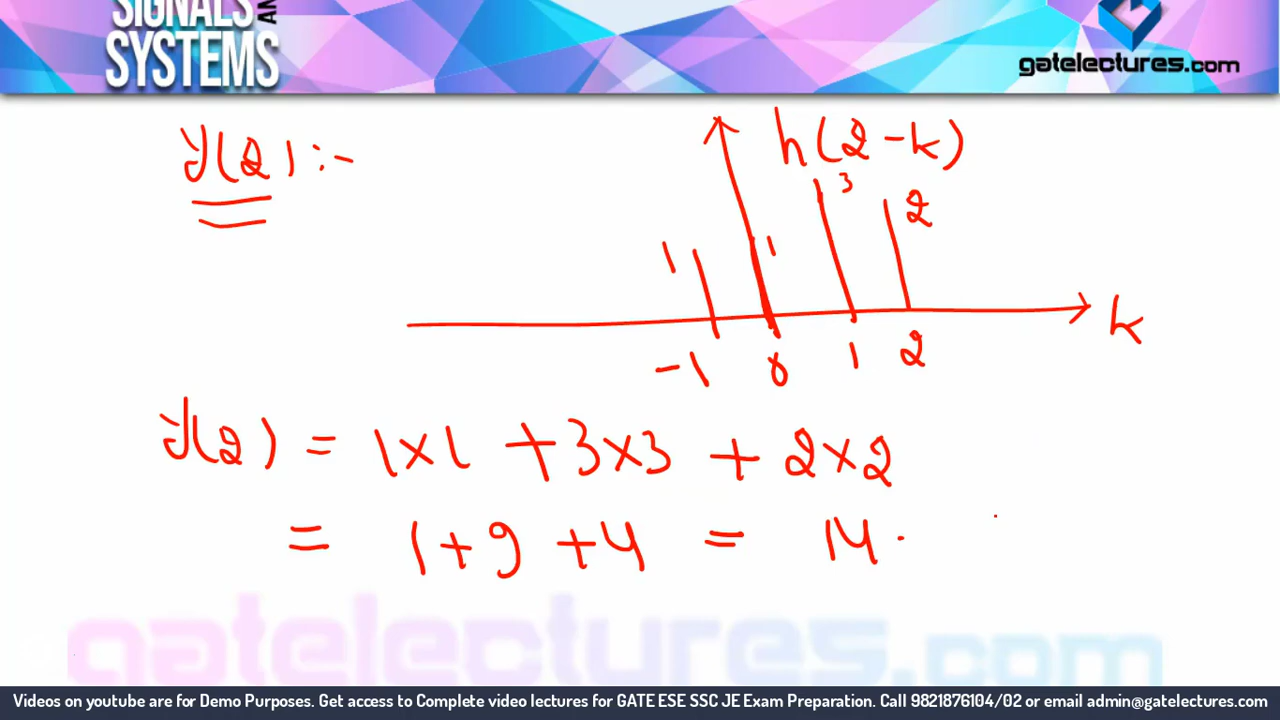 SIGNALS AND
SYSTEMS
gatelectures.com
y(2) :-
h(2-k)
3
2
1
1
-1 0 1 2
k
y(2) = 1×1 + 3×3 + 2×2
= 1+9 +4 = 14.
gatelectures.com
Videos on youtube are for Demo Purposes. Get access to Complete video lectures for GATE ESE SSC JE Exam Preparation. Call 9821876104/02 or email admin@gatelectures.com